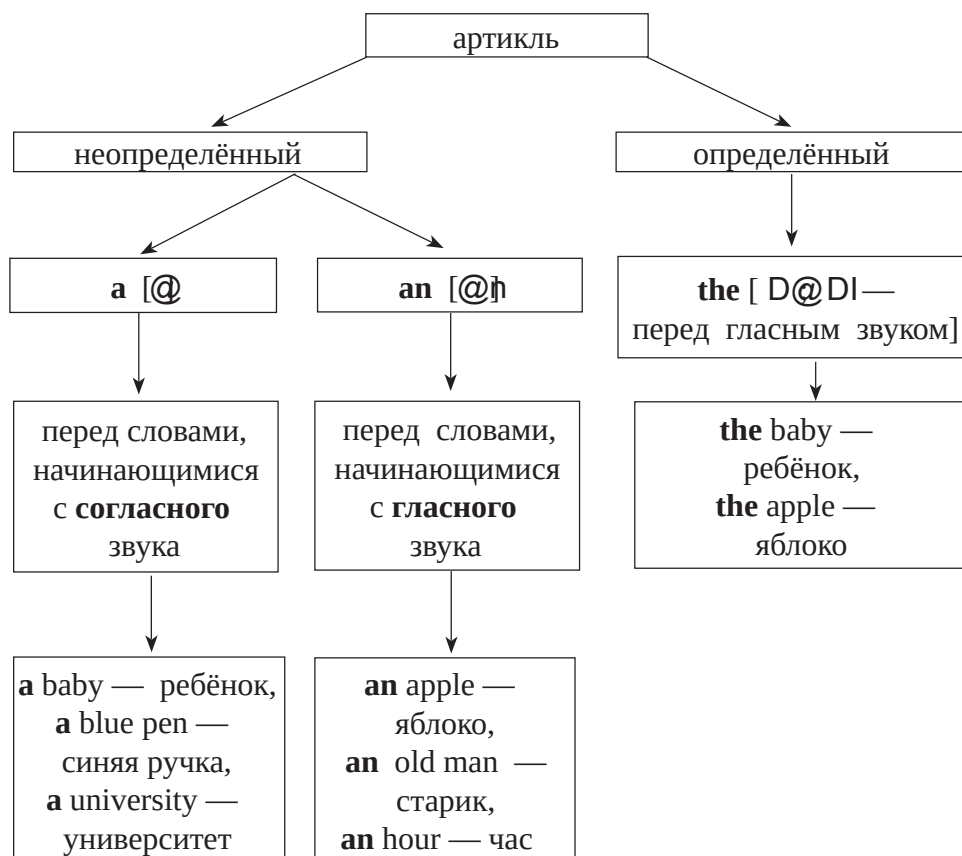 артикль
неопределённый
определённый
a [@]
an [@n]
the [ D@ DI —
перед гласным звуком]
перед словами,
начинающимися
с согласного
звука
перед словами,
начинающимися
с гласного
звука
the baby —
ребёнок,
the apple —
яблоко
a baby — ребёнок,
a blue pen —
синяя ручка,
a university —
университет
an apple —
яблоко,
an old man —
старик,
an hour — час